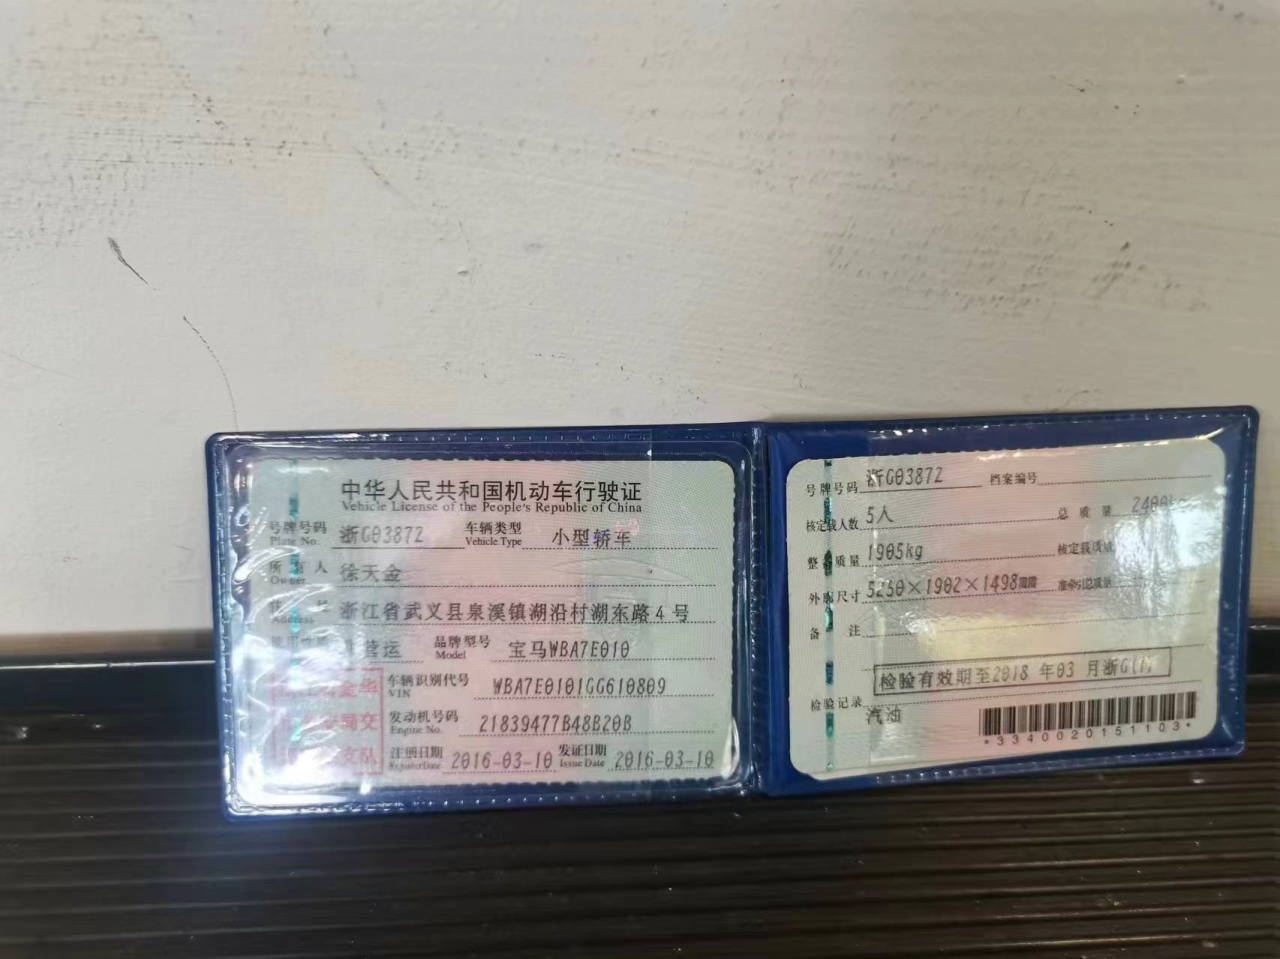 中华人民共和国机动车行驶证
Vehicle License of the People's Republic of China
号牌号码 浙G0387Z 车辆类型 小型轿车
Plate No. Vehicle Type
所有人 徐天金
Owner
住 浙江省武义县泉溪镇湖沿村湖东路4号
Address
营运 品牌型号 宝马WBA7E010
Model
车辆识别代号 WBA7E0101GG610809
VIN
发动机号码 21839477B48B20B
Engine No.
注册日期 2016-03-10 发证日期 2016-03-10
Register Date Issue Date
支队
号牌号码 浙G0387Z 档案编号
核定载人数 5人 总质量
整备质量 1905kg 核定载质量
外廓尺寸 5250×1902×1498 准牵引总质量
备注
检验有效期至2018年03月浙G(1)
检验记录
汽油
*3340020151103*